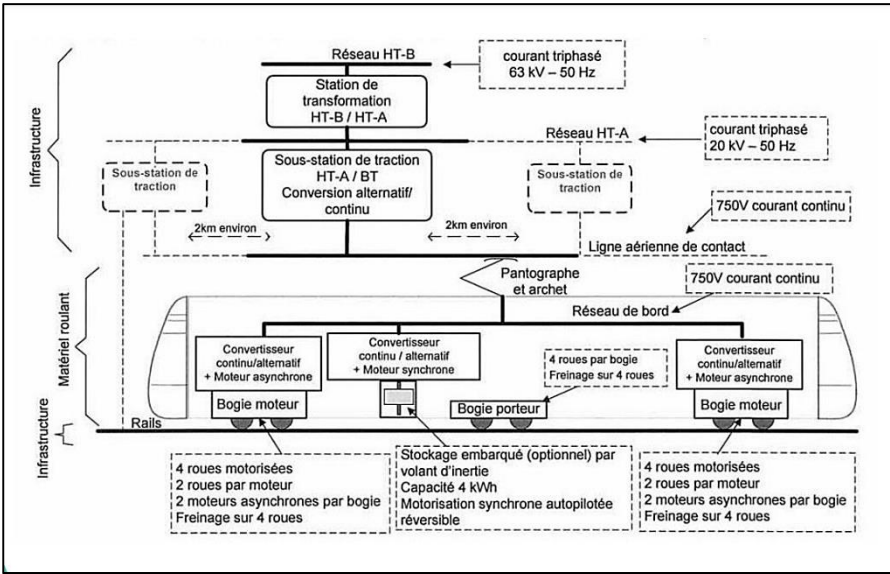 Réseau HT-B
courant triphasé
63 kV – 50 Hz
Station de
transformation
HT-B / HT-A
Réseau HT-A
courant triphasé
20 kV – 50 Hz
Infrastructure
Sous-station de
traction
Sous-station de traction
HT-A / BT
Conversion alternatif/
continu
Sous-station de
traction
2km environ
2km environ
750V courant continu
Ligne aérienne de contact
Pantographe
et archet
750V courant continu
Réseau de bord
Matériel roulant
Convertisseur
continu/alternatif
+ Moteur asynchrone
Bogie moteur
Convertisseur
continu / alternatif
+ Moteur synchrone
4 roues par bogie
Freinage sur 4 roues
Bogie porteur
Convertisseur
continu/alternatif
+ Moteur asynchrone
Bogie moteur
Infrastructure
Rails
4 roues motorisées
2 roues par moteur
2 moteurs asynchrones par bogie
Freinage sur 4 roues
Stockage embarqué (optionnel) par
volant d'inertie
Capacité 4 kWh
Motorisation synchrone autopilotée
réversible
4 roues motorisées
2 roues par moteur
2 moteurs asynchrones par bogie
Freinage sur 4 roues